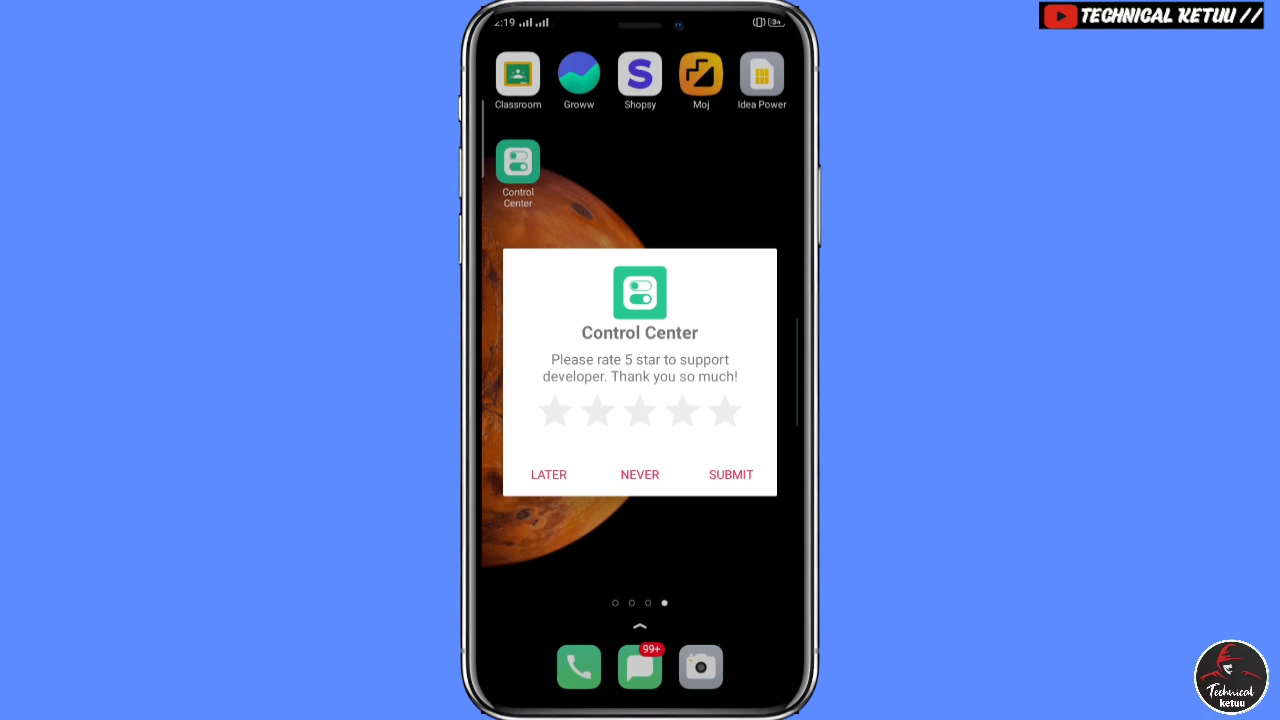 TECHNICAL KETUU //
2:19
34
Classroom
Groww
S
Shopsy
Moj
Idea Power
Control
Center
Control Center
Please rate 5 star to support
developer. Thank you so much!
LATER
NEVER
SUBMIT
99+
Technical
ketuu